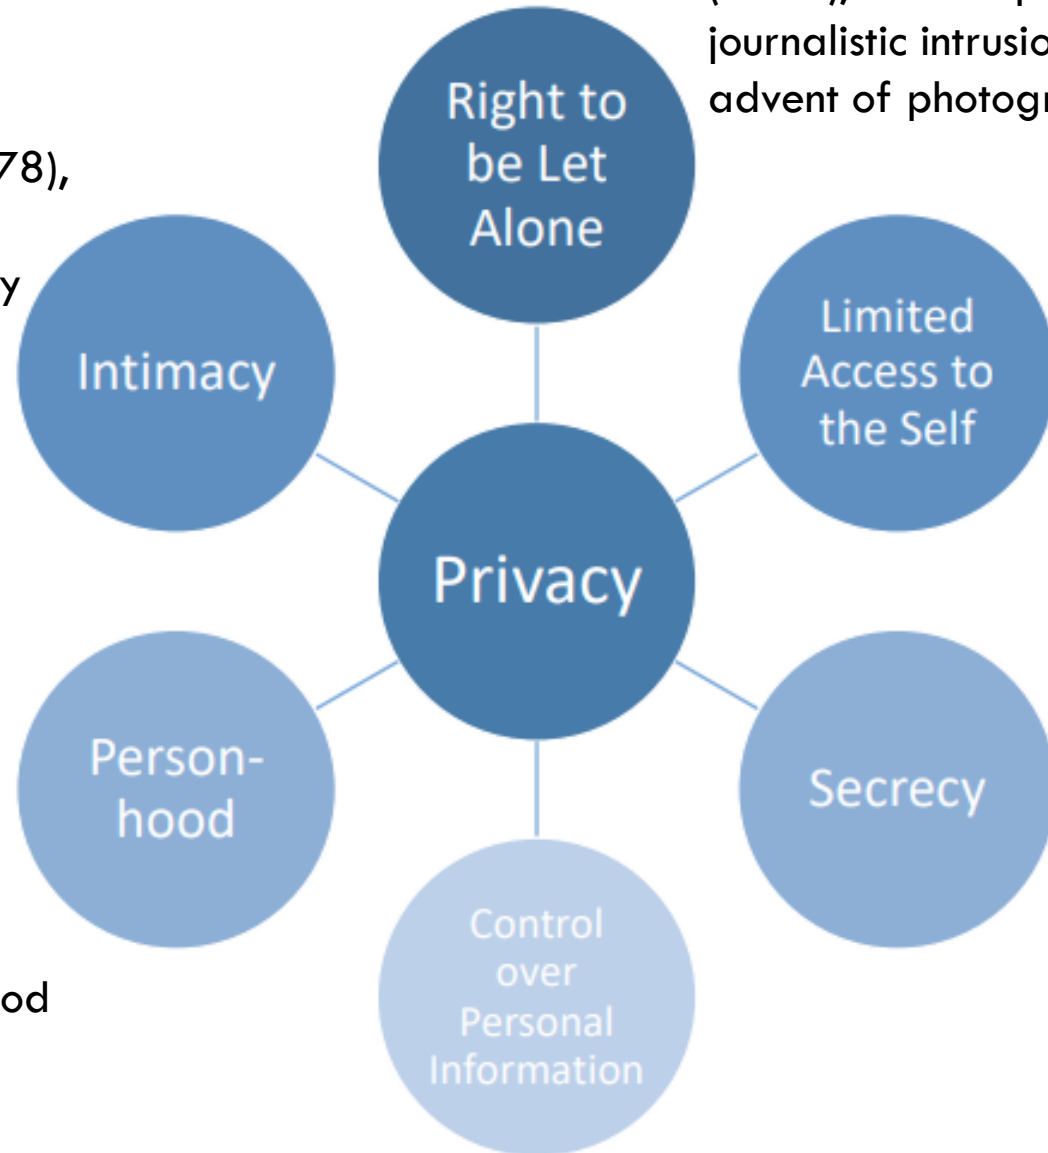 journalistic intrusio
advent of photogr
Right to
be Let
Alone
78),
y
Intimacy
Limited
Access to
the Self
Privacy
Person-
hood
Secrecy
Control
over
Personal
Information
od